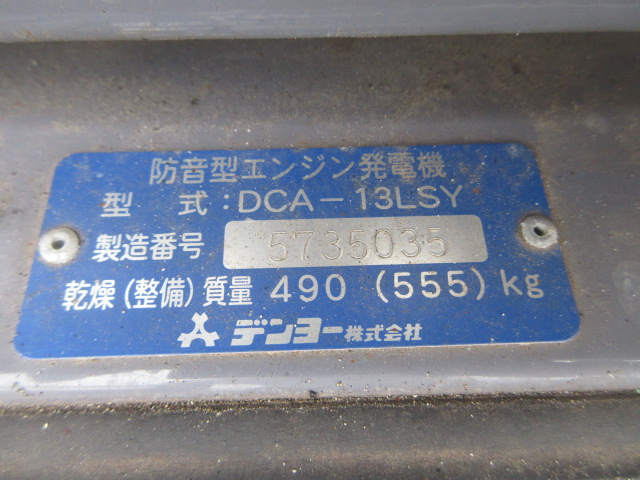 防音型エンジン発電機
型 式:DCA-13LSY
製造番号 5735035
乾燥(整備)質量 490 (555) kg
デンヨー株式会社